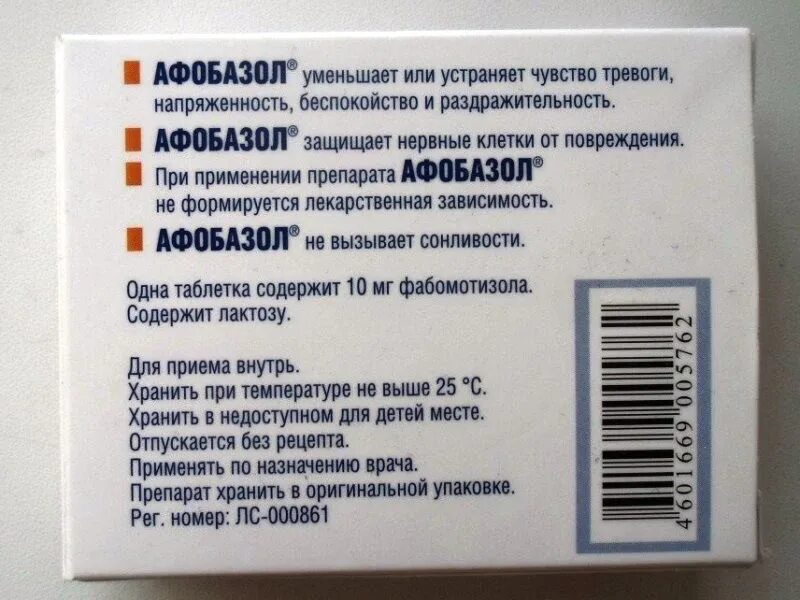 АФОБАЗОЛ® уменьшает или устраняет чувство тревоги,
напряженность, беспокойство и раздражительность.
АФОБАЗОЛ® защищает нервные клетки от повреждения.
При применении препарата АФОБАЗОЛ®
не формируется лекарственная зависимость.
АФОБАЗОЛ® не вызывает сонливости.
Одна таблетка содержит 10 мг фабомотизола.
Содержит лактозу.
Для приема внутрь.
Хранить при температуре не выше 25 °С.
Хранить в недоступном для детей месте.
Отпускается без рецепта.
Применять по назначению врача.
Препарат хранить в оригинальной упаковке.
Рег. номер: ЛС-000861
4 601669 005762